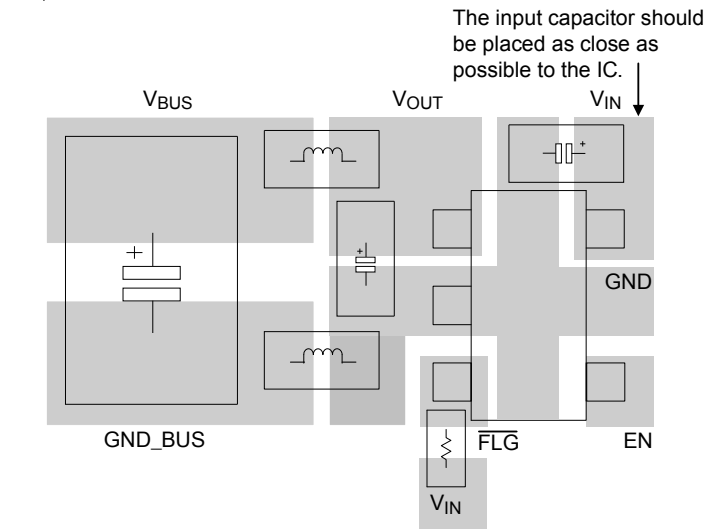 The input capacitor should
be placed as close as
possible to the IC.
VBUS
VOUT
VIN
+
+
+
GND
GND_BUS
FLG
EN
VIN